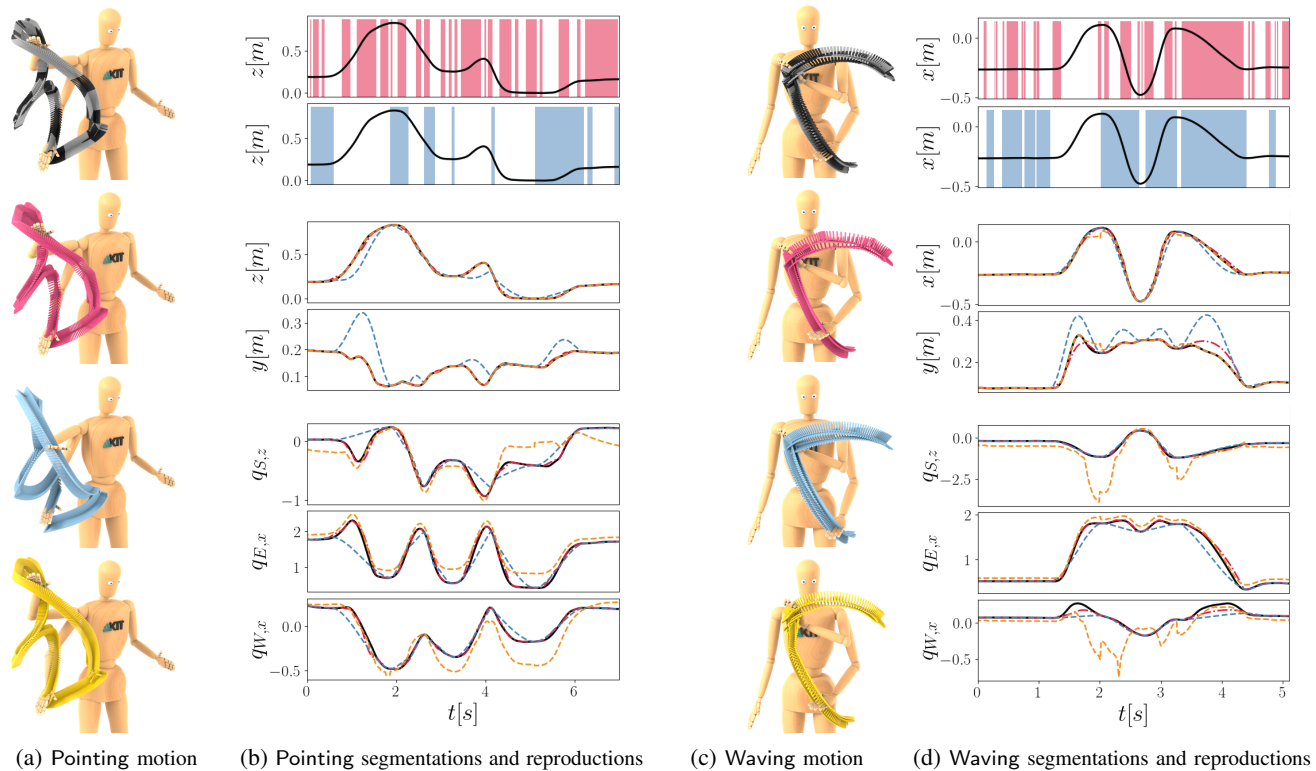 KIT
KIT
KIT
KIT
z[m]
0.5
0.0
z[m]
0.5
0.0
z[m]
0.5
0.0
y[m]
0.3
0.2
0.1
q_{S,z}
0
−1
q_{E,x}
2
1
q_{W,x}
0.0
−0.5
0 2 4 6
t[s]
KIT
KIT
KIT
KIT
x[m]
0.0
−0.5
x[m]
0.0
−0.5
x[m]
0.0
−0.5
y[m]
0.4
0.2
q_{S,z}
0.0
−2.5
q_{E,x}
2
1
q_{W,x}
0.0
−0.5
0 1 2 3 4 5
t[s]
(a) Pointing motion (b) Pointing segmentations and reproductions (c) Waving motion (d) Waving segmentations and reproductions